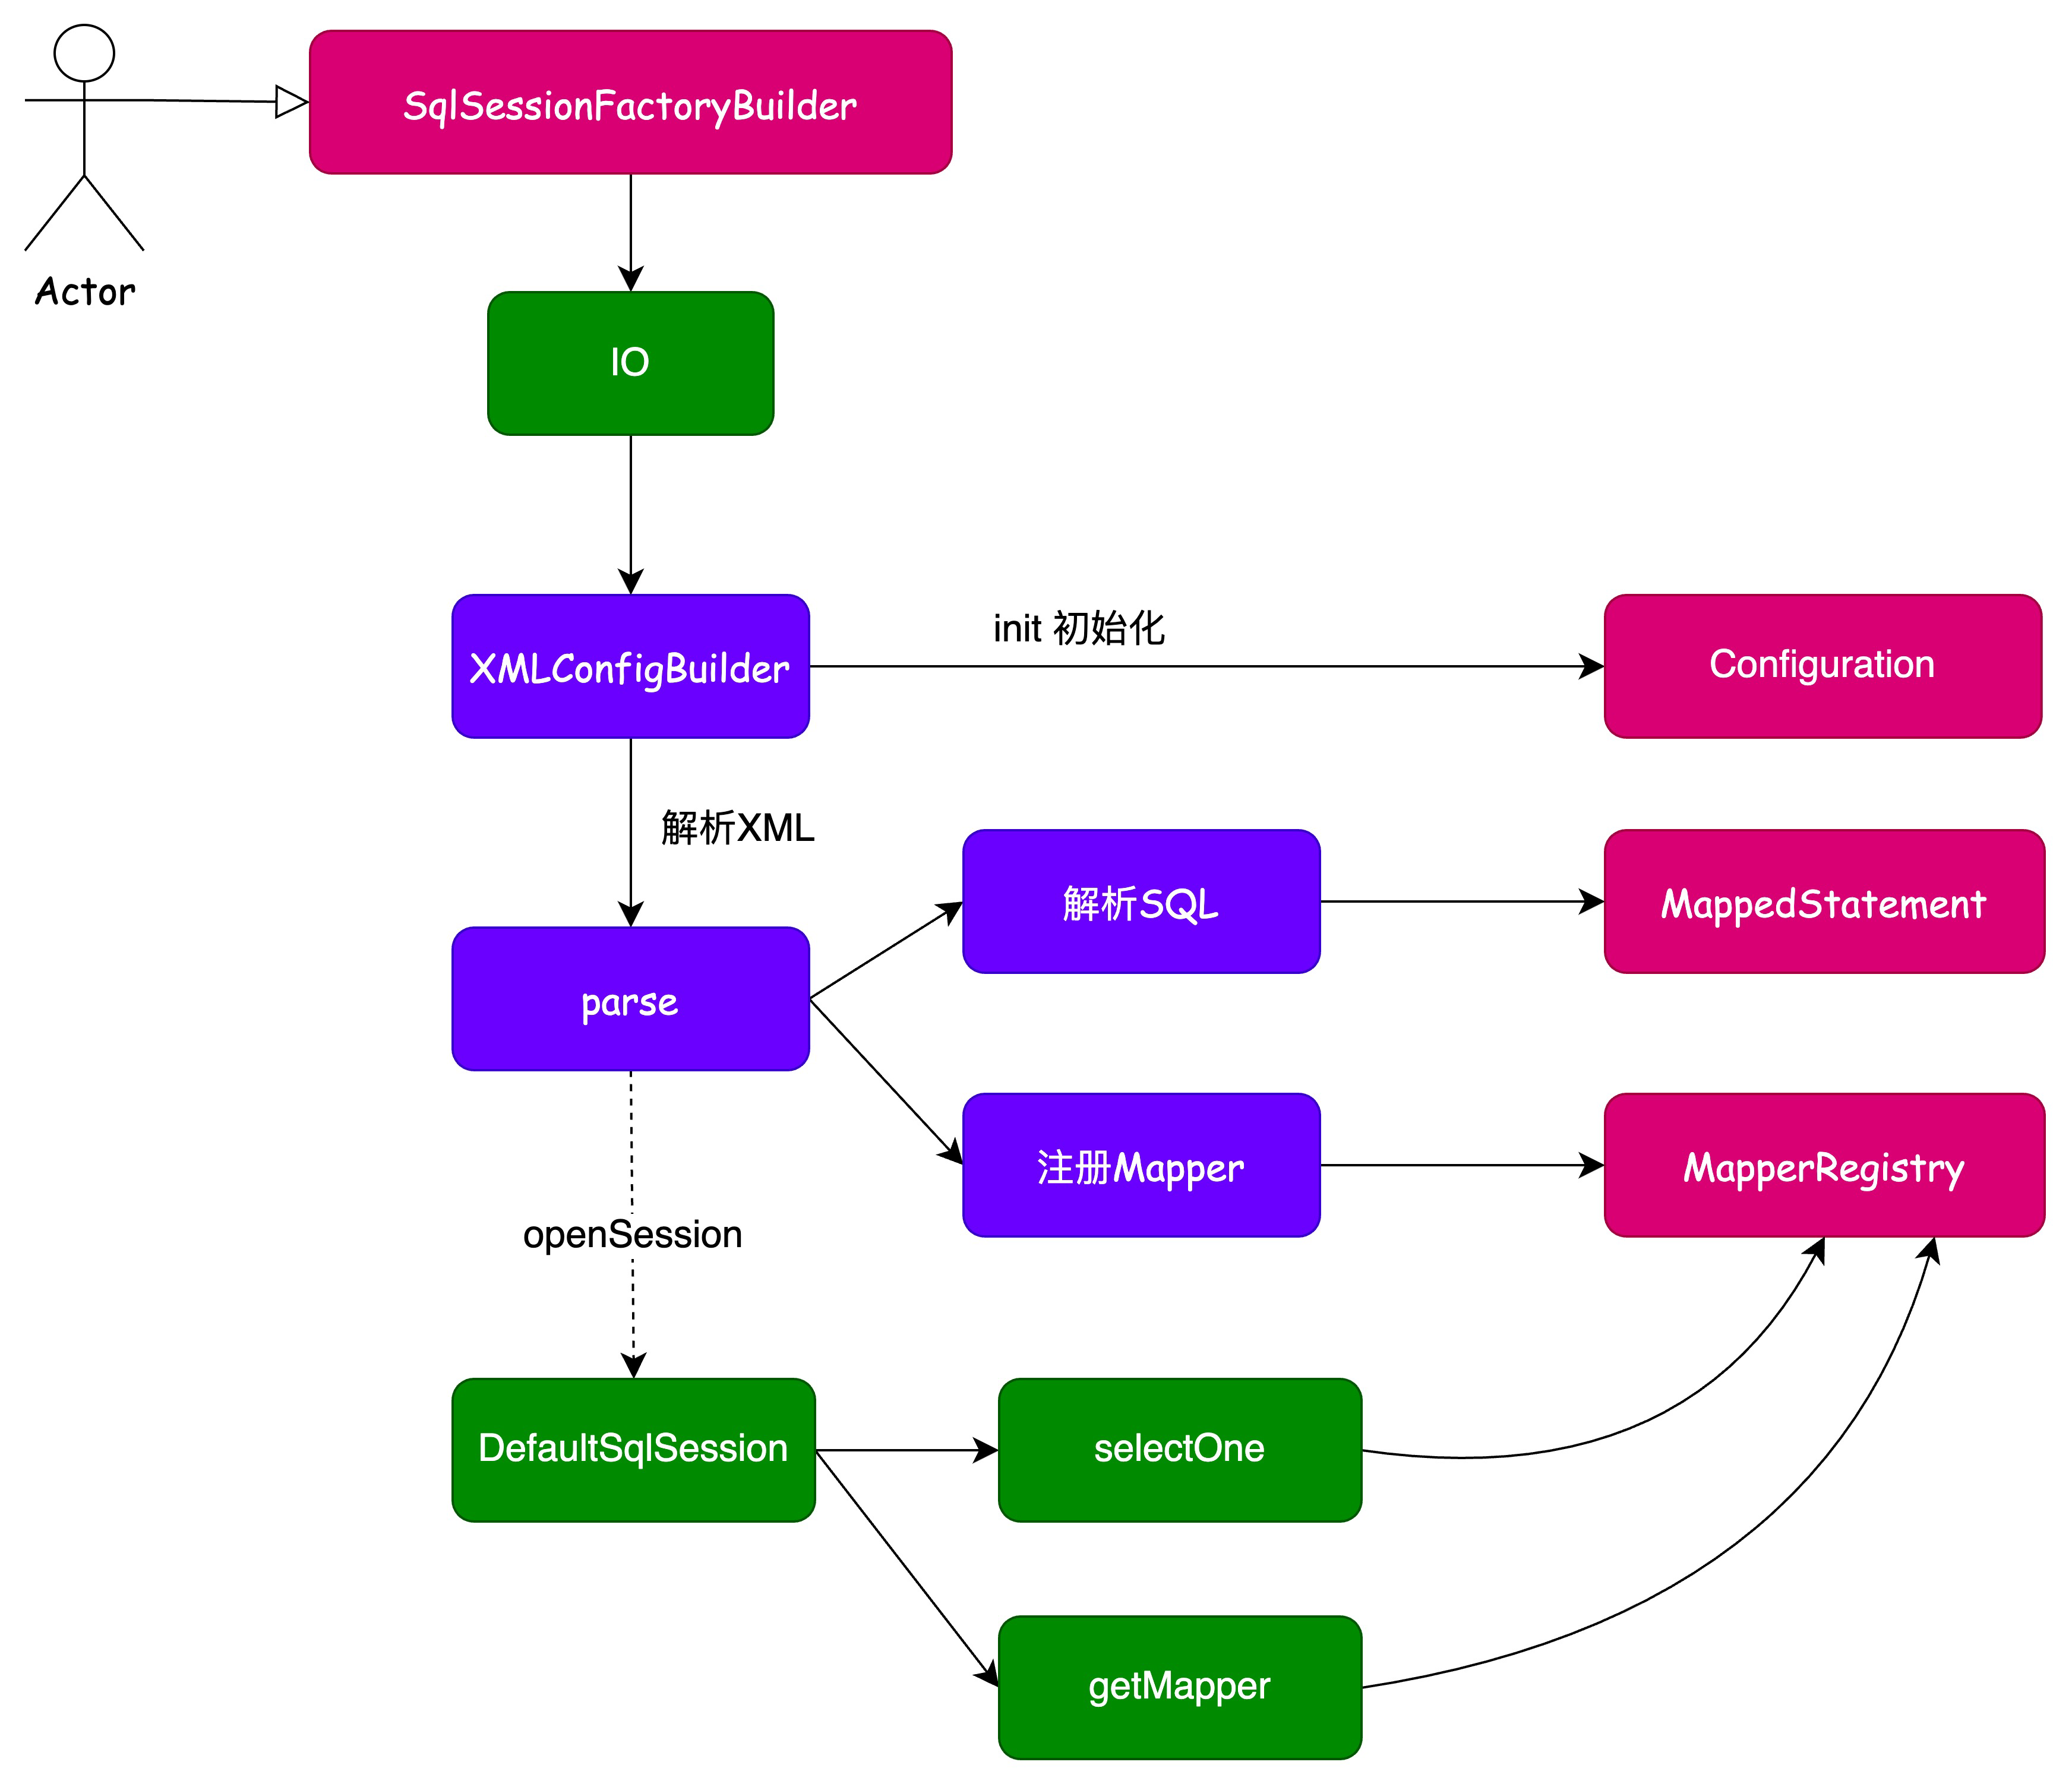 SqlSessionFactoryBuilder
Actor
IO
init 初始化
XMLConfigBuilder
Configuration
解析XML
解析SQL
MappedStatement
parse
注册Mapper
MapperRegistry
openSession
DefaultSqlSession
selectOne
getMapper